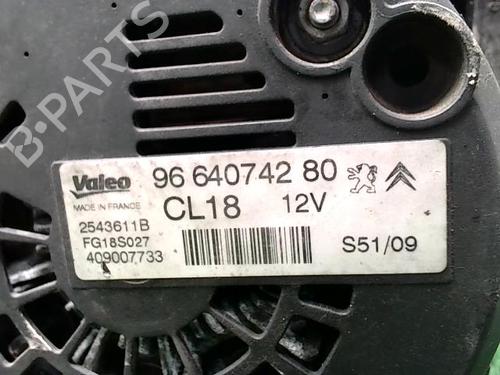 B-PARTS
Valeo 96 640742 80
MADE IN FRANCE CL18 12V
2543611B
FG18S027
409007733
S51/09